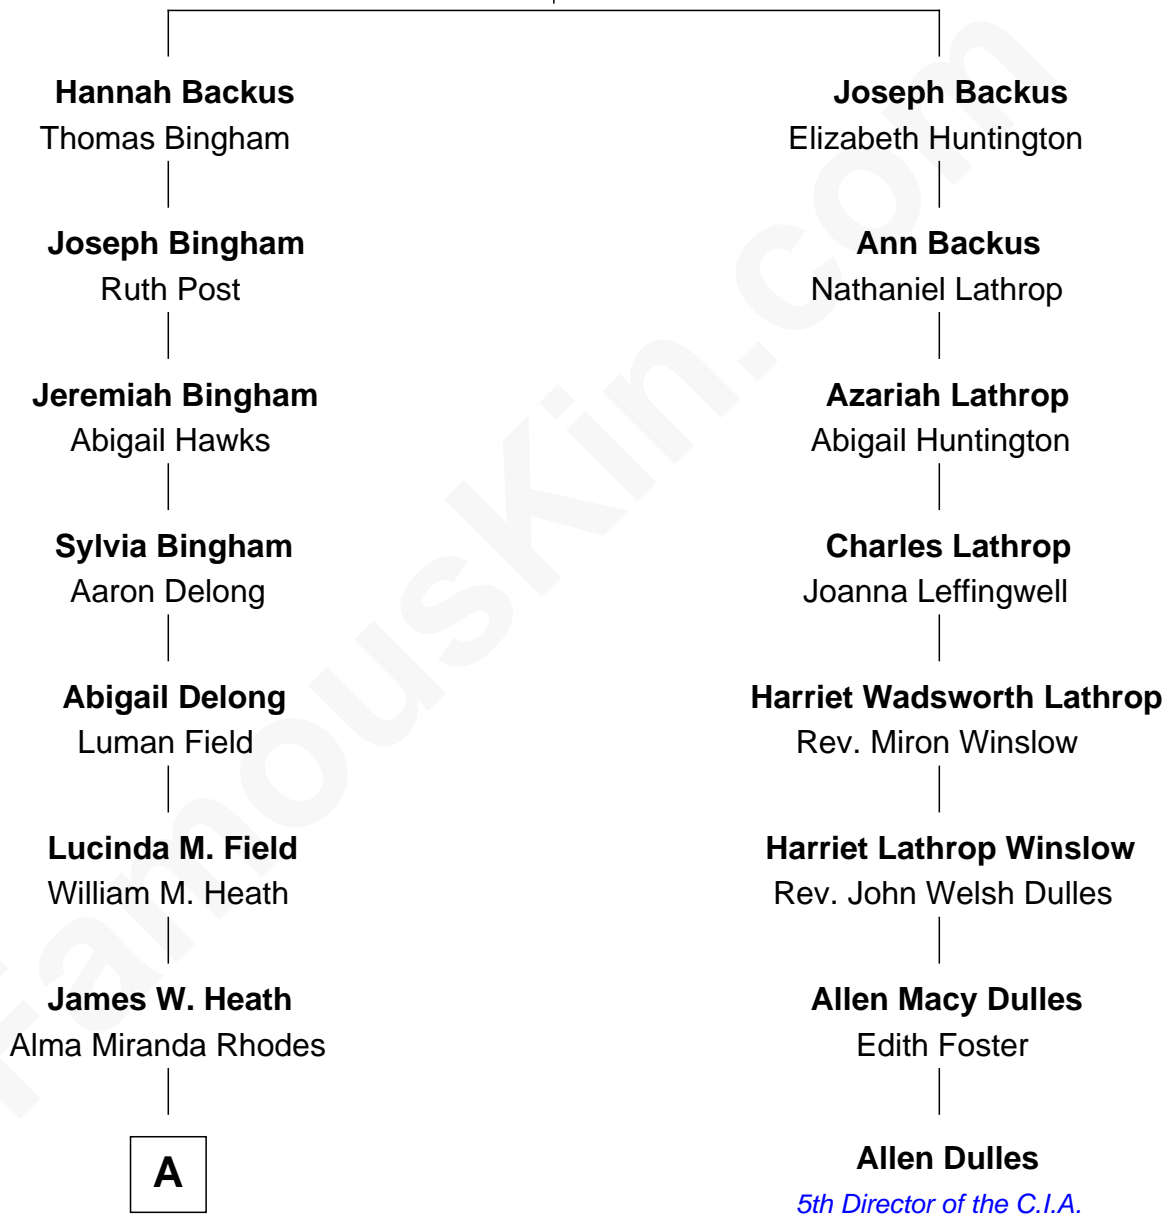 Hannah Backus
Thomas Bingham
Joseph Bingham
Ruth Post
Jeremiah Bingham
Abigail Hawks
Sylvia Bingham
Aaron Delong
Abigail Delong
Luman Field
Lucinda M. Field
William M. Heath
James W. Heath
Alma Miranda Rhodes
A
Joseph Backus
Elizabeth Huntington
Ann Backus
Nathaniel Lathrop
Azariah Lathrop
Abigail Huntington
Charles Lathrop
Joanna Leffingwell
Harriet Wadsworth Lathrop
Rev. Miron Winslow
Harriet Lathrop Winslow
Rev. John Welsh Dulles
Allen Macy Dulles
Edith Foster
Allen Dulles
5th Director of the C.I.A.
FamousKin.com